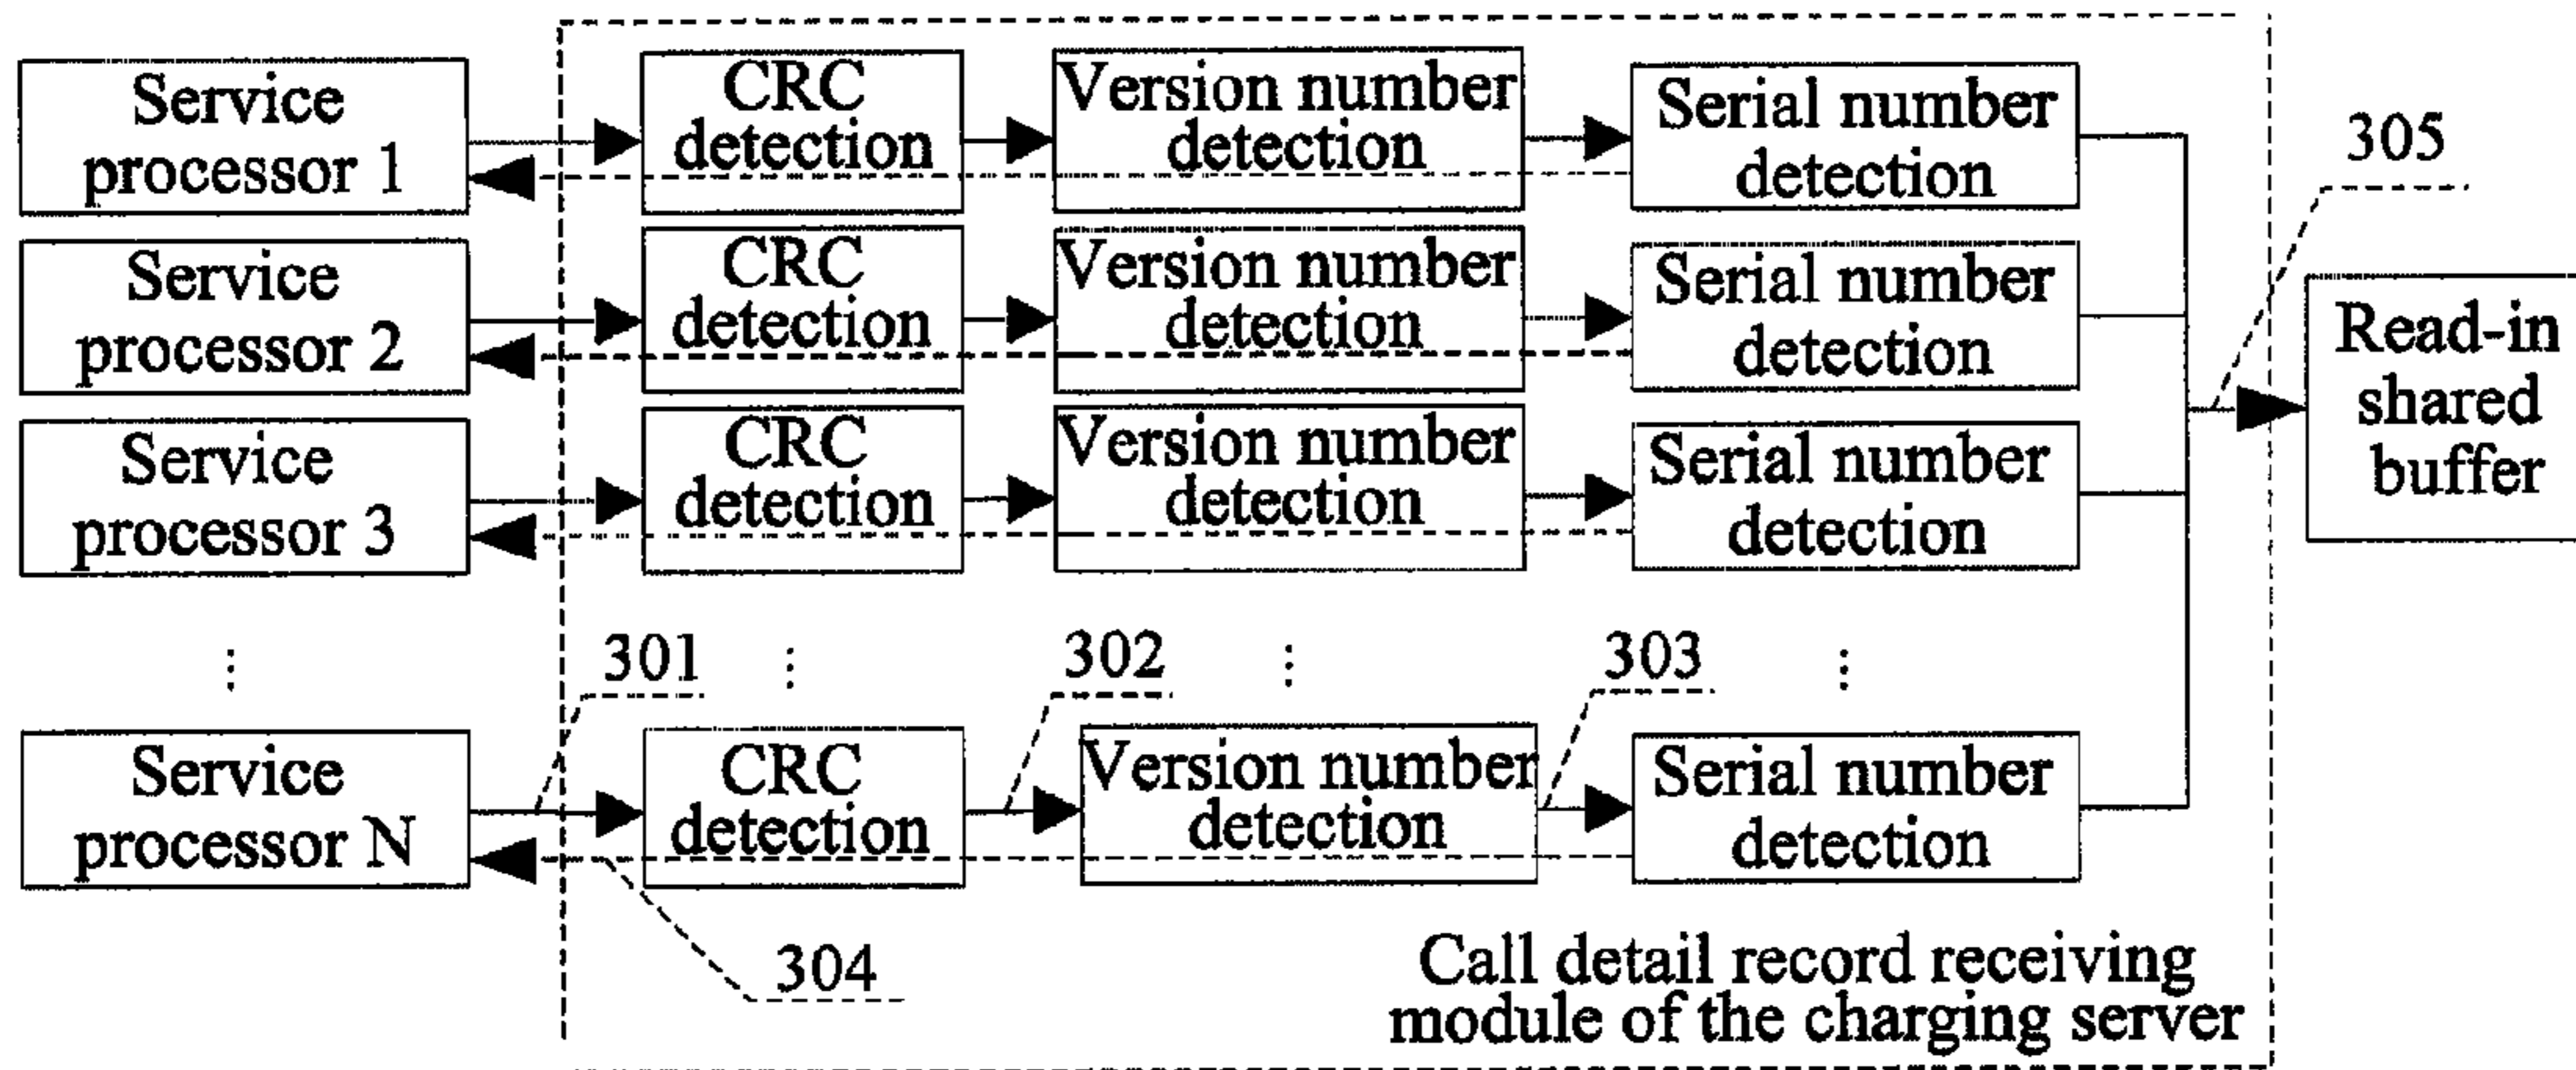 Service
processor 1
CRC
detection
Version number
detection
Serial number
detection
305
Service
processor 2
CRC
detection
Version number
detection
Serial number
detection
Read-in
shared
buffer
Service
processor 3
CRC
detection
Version number
detection
Serial number
detection
⋮
301
⋮
302
⋮
303
⋮
Service
processor N
CRC
detection
Version number
detection
Serial number
detection
304
Call detail record receiving
module of the charging server